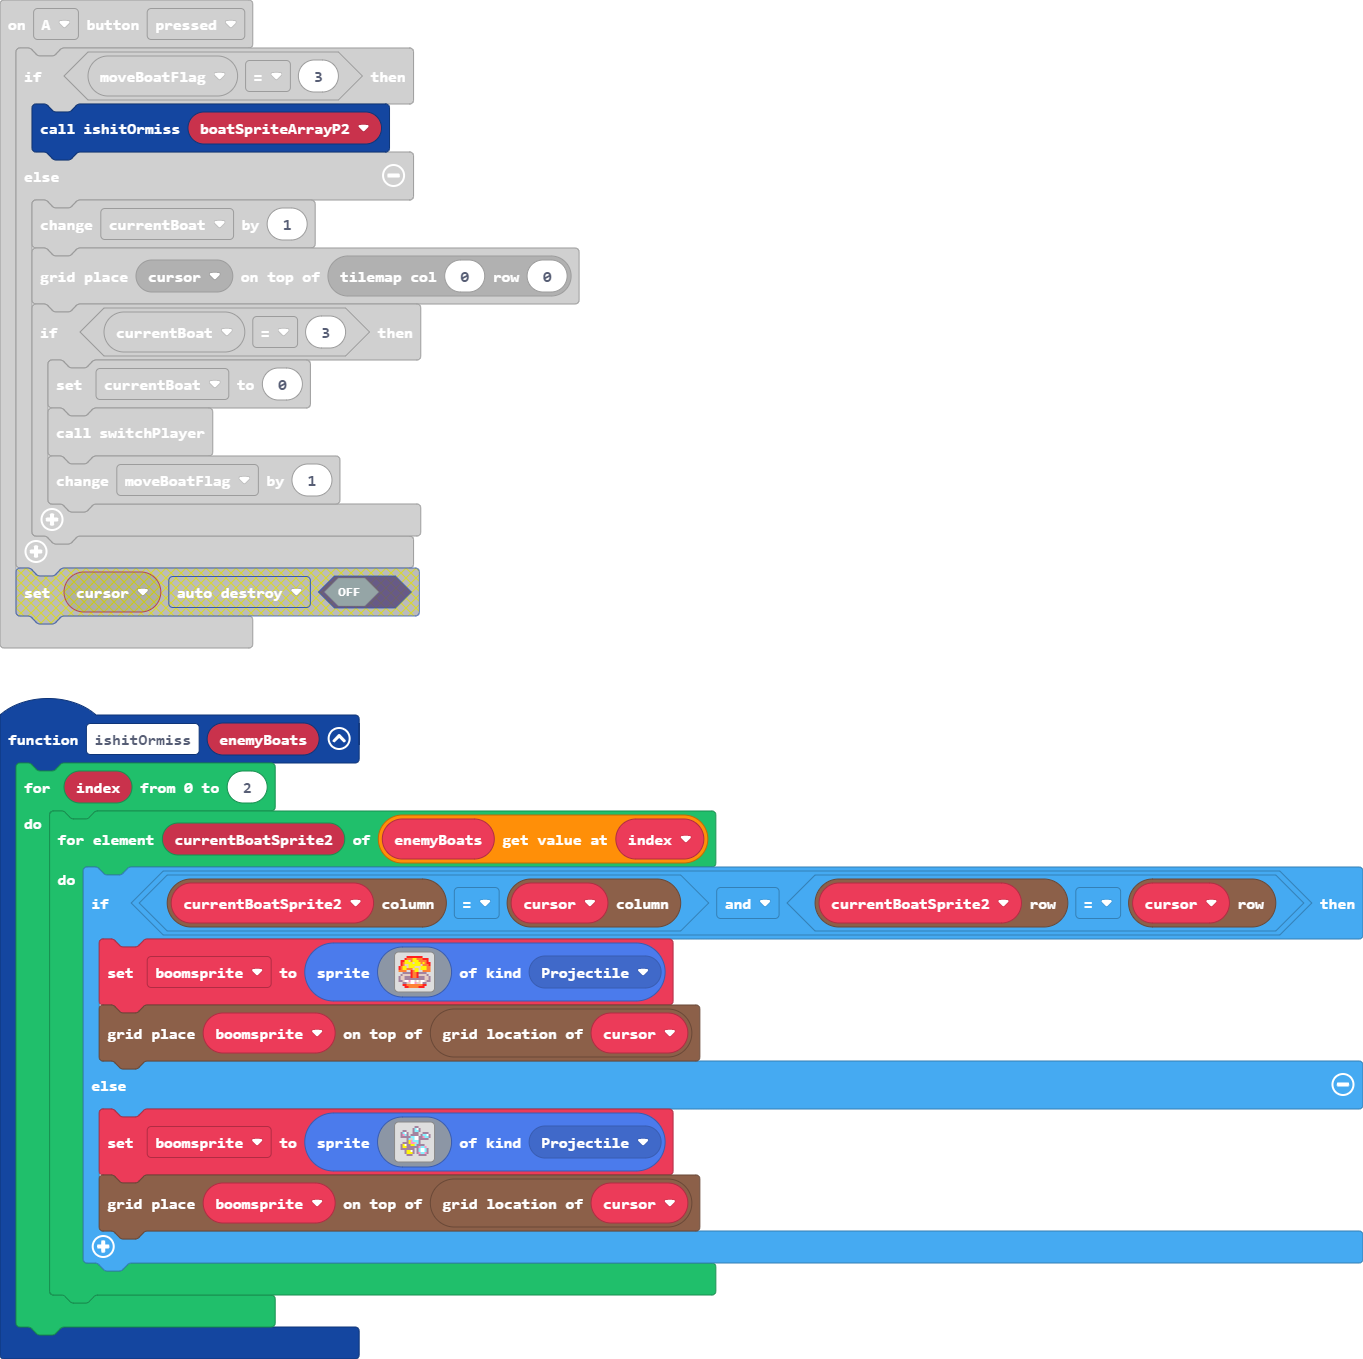 on A button pressed
if moveBoatFlag = 3 then
call ishitOrmiss boatSpriteArrayP2
else
change currentBoat by 1
grid place cursor on top of tilemap col 0 row 0
if currentBoat = 3 then
set currentBoat to 0
call switchPlayer
change moveBoatFlag by 1
set cursor auto destroy OFF
function ishitOrmiss enemyBoats
for index from 0 to 2
do
for element currentBoatSprite2 of enemyBoats get value at index
do
if currentBoatSprite2 column = cursor column and currentBoatSprite2 row = cursor row then
set boomsprite to sprite of kind Projectile
grid place boomsprite on top of grid location of cursor
else
set boomsprite to sprite of kind Projectile
grid place boomsprite on top of grid location of cursor